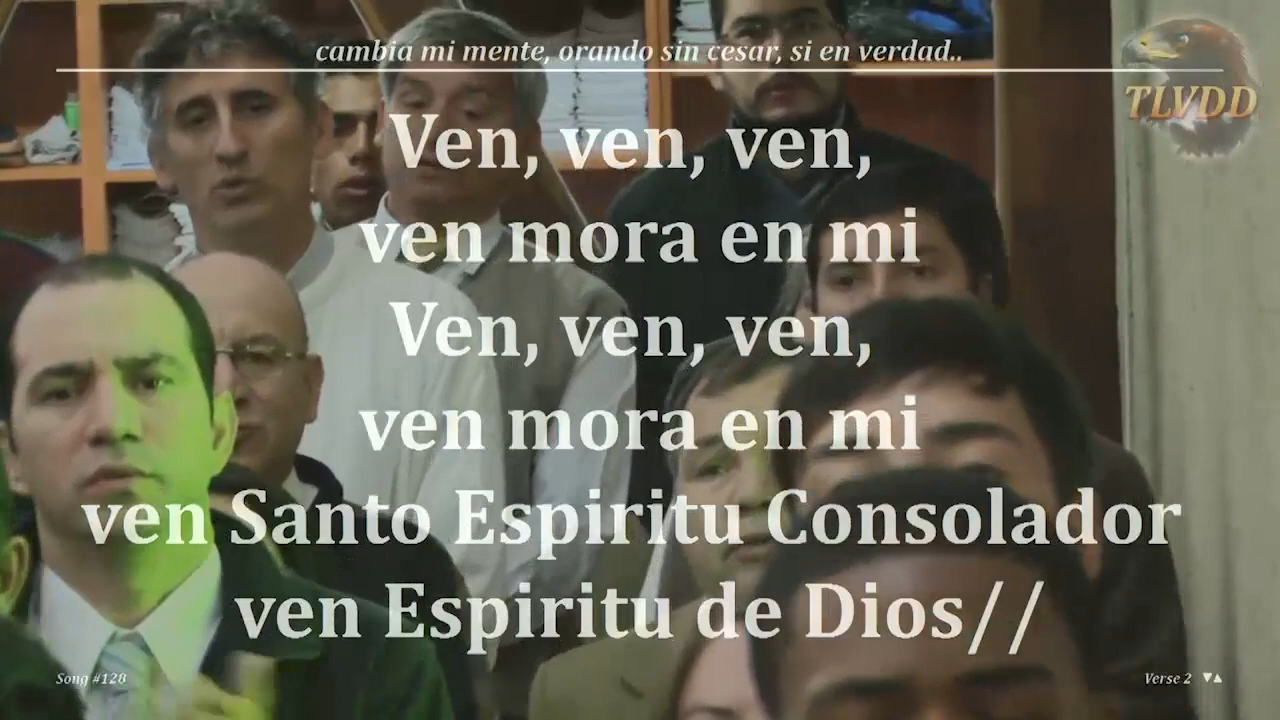 cambia mi mente, orando sin cesar, si en verdad..
TLVDD
Ven, ven, ven,
ven mora en mi
Ven, ven, ven,
ven mora en mi
ven Santo Espiritu Consolador
ven Espiritu de Dios//
Song #128
Verse 2 ▼▲